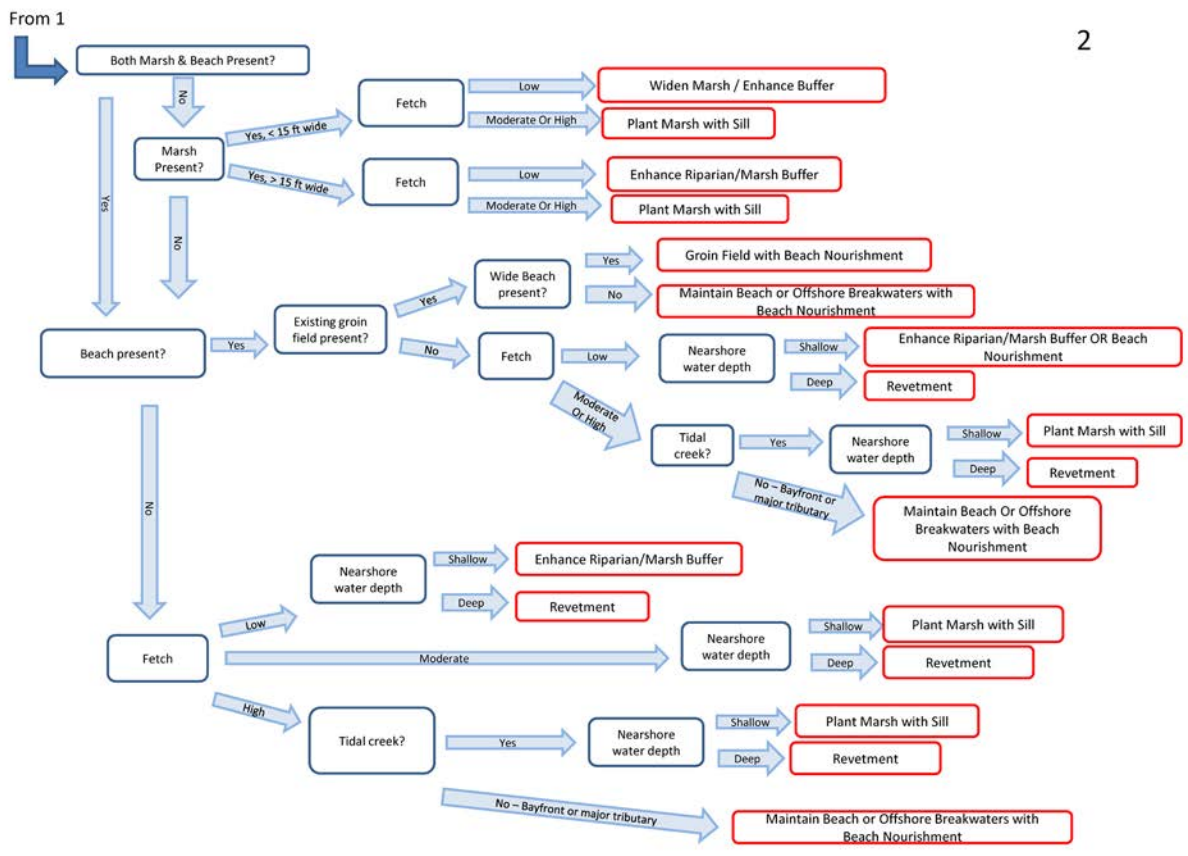 From 1
2
Both Marsh & Beach Present?
No
Yes
Marsh
Present?
Yes, < 15 ft wide
Fetch
Low
Widen Marsh / Enhance Buffer
Moderate Or High
Plant Marsh with Sill
Yes, > 15 ft wide
Fetch
Low
Enhance Riparian/Marsh Buffer
Moderate Or High
Plant Marsh with Sill
No
Beach present?
Yes
Existing groin
field present?
Yes
Wide Beach
present?
Yes
Groin Field with Beach Nourishment
No
Maintain Beach or Offshore Breakwaters with
Beach Nourishment
No
Fetch
Low
Nearshore
water depth
Shallow
Enhance Riparian/Marsh Buffer OR Beach
Nourishment
Deep
Revetment
Moderate
Or High
Tidal
creek?
Yes
Nearshore
water depth
Shallow
Plant Marsh with Sill
Deep
Revetment
No – Bayfront or
major tributary
Maintain Beach Or Offshore
Breakwaters with Beach
Nourishment
No
Fetch
Low
Nearshore
water depth
Shallow
Enhance Riparian/Marsh Buffer
Deep
Revetment
Moderate
Nearshore
water depth
Shallow
Plant Marsh with Sill
Deep
Revetment
High
Tidal creek?
Yes
Nearshore
water depth
Shallow
Plant Marsh with Sill
Deep
Revetment
No – Bayfront or major tributary
Maintain Beach or Offshore Breakwaters with
Beach Nourishment